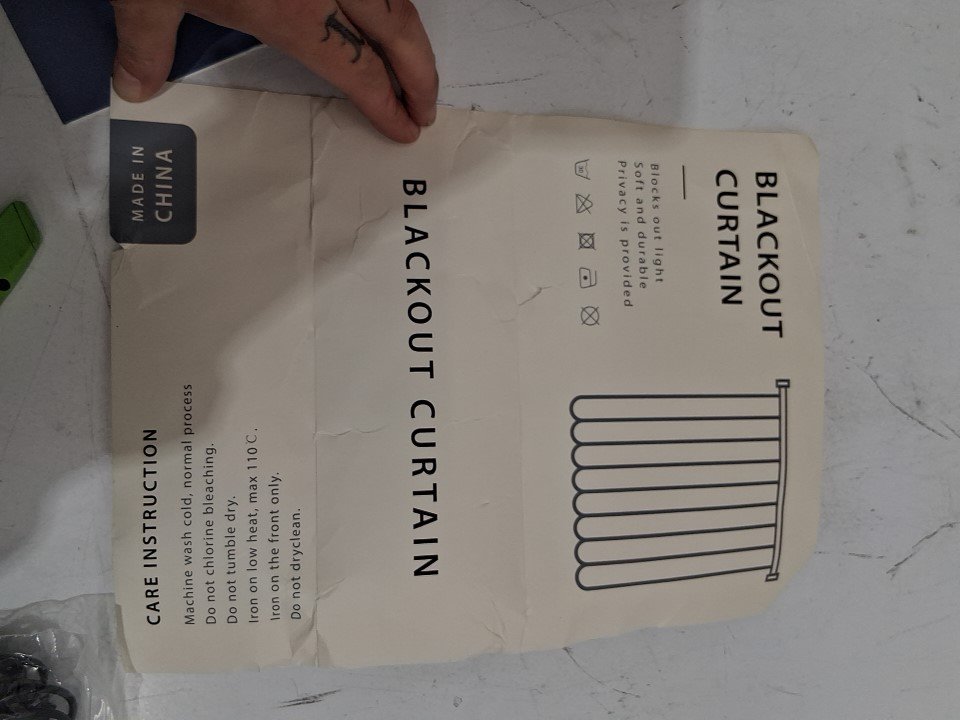 BLACKOUT
CURTAIN
Blocks out light
Soft and durable
Privacy is provided
30
BLACKOUT CURTAIN
CARE INSTRUCTION
Machine wash cold, normal process
Do not chlorine bleaching.
Do not tumble dry.
Iron on low heat, max 110℃.
Iron on the front only.
Do not dryclean.
MADE IN
CHINA